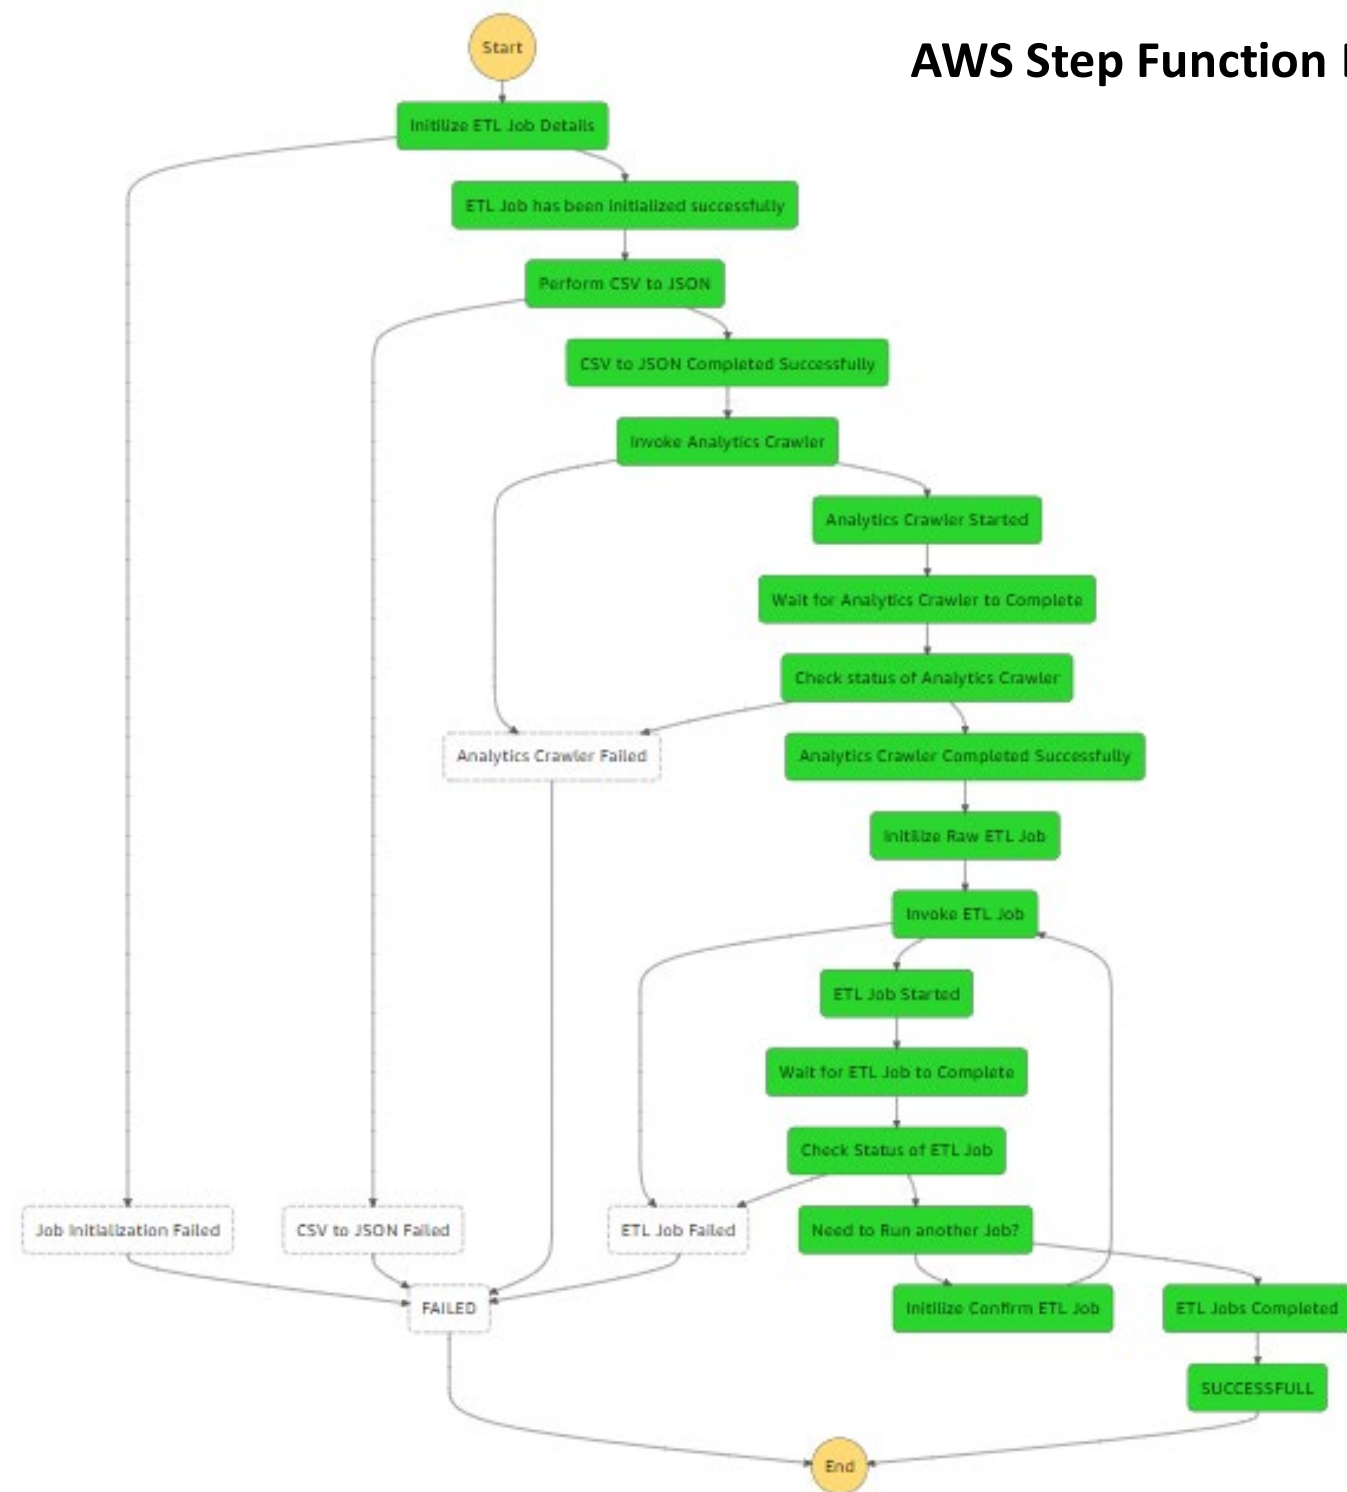 Start
AWS Step Function
Initilize ETL Job Details
ETL Job has been initialized successfully
Perform CSV to JSON
CSV to JSON Completed Successfully
Invoke Analytics Crawler
Analytics Crawler Started
Wait for Analytics Crawler to Complete
Check status of Analytics Crawler
Analytics Crawler Failed
Analytics Crawler Completed Successfully
Initilize Raw ETL Job
Invoke ETL Job
ETL Job Started
Wait for ETL Job to Complete
Check Status of ETL Job
Job Initialization Failed
CSV to JSON Failed
ETL Job Failed
Need to Run another Job?
FAILED
Initilize Confirm ETL Job
ETL Jobs Completed
SUCCESSFULL
End